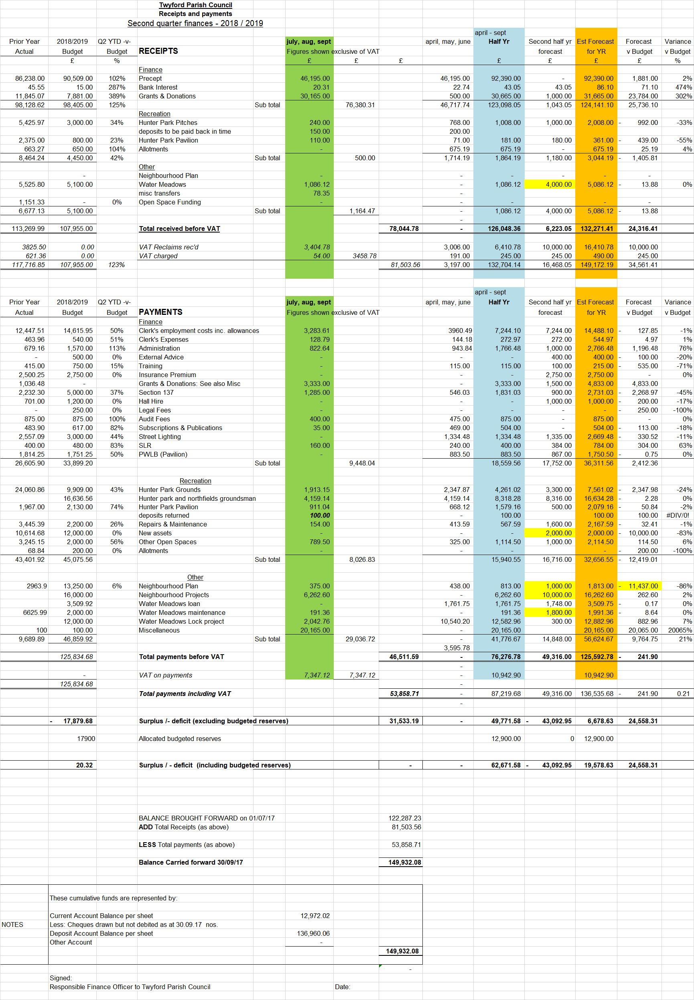 Twyford Parish Council
Receipts and payments
Second quarter finances - 2018 / 2019
april - sept
Prior Year 2018/2019 Q2 YTD -v- july, aug, sept april, may, june Half Yr Second half yr Est Forecast Forecast Variance
Actual Budget Budget RECEIPTS Figures shown exclusive of VAT forecast for YR v Budget v Budget
£ % £ £ £ £ £ £ £ %
Finance
86,238.00 90,509.00 102% Precept 46,195.00 46,195.00 92,390.00 - 92,390.00 1,881.00 2%
45.55 15.00 287% Bank Interest 20.31 22.74 43.05 43.05 86.10 71.10 474%
11,845.07 7,881.00 389% Grants & Donations 30,165.00 500.00 30,665.00 1,000.00 31,665.00 23,784.00 302%
98,128.62 98,405.00 125% Sub total 76,380.31 46,717.74 123,098.05 1,043.05 124,141.10 25,736.10
Recreation
5,425.97 3,000.00 34% Hunter Park Pitches 240.00 768.00 1,008.00 1,000.00 2,008.00 - 992.00 -33%
deposits to be paid back in time 150.00 200.00
2,375.00 800.00 23% Hunter Park Pavilion 110.00 71.00 181.00 180.00 361.00 - 439.00 -55%
663.27 650.00 104% Allotments - 675.19 675.19 - 675.19 25.19 4%
8,464.24 4,450.00 42% Sub total 500.00 1,714.19 1,864.19 1,180.00 3,044.19 - 1,405.81
Other
- Neighbourhood Plan - - - - - -
5,525.80 5,100.00 Water Meadows 1,086.12 - 1,086.12 4,000.00 5,086.12 - 13.88 0%
misc transfers 78.35 -
1,151.33 - 0% Open Space Funding - - - - -
6,677.13 5,100.00 Sub total 1,164.47 - 1,086.12 4,000.00 5,086.12 - 13.88
-
113,269.99 107,955.00 Total received before VAT 78,044.78 - 126,048.36 6,223.05 132,271.41 24,316.41
3825.50 0.00 VAT Reclaims rec'd 3,404.78 3,006.00 6,410.78 10,000.00 16,410.78 10,000.00
621.36 0.00 VAT charged 54.00 3458.78 191.00 245.00 245.00 490.00 245.00
117,716.85 107,955.00 123% 81,503.56 3,197.00 132,704.14 16,468.05 149,172.19 34,561.41
april - sept
Prior Year 2018/2019 Q2 YTD -v- july, aug, sept april, may, june Half Yr Second half yr Est Forecast Forecast Variance
Actual Budget Budget PAYMENTS Figures shown exclusive of VAT forecast for YR v Budget v Budget
Finance
12,447.51 14,615.95 50% Clerk's employment costs inc. allowances 3,283.61 3960.49 7,244.10 7,244.00 14,488.10 - 127.85 -1%
463.96 540.00 51% Clerk's Expenses 128.79 144.18 272.97 272.00 544.97 4.97 1%
679.16 1,570.00 113% Administration 822.64 943.84 1,766.48 1,000.00 2,766.48 1,196.48 76%
- 500.00 0% External Advice - - - 400.00 400.00 - 100.00 -20%
415.00 750.00 15% Training - 115.00 115.00 100.00 215.00 - 535.00 -71%
2,500.25 2,750.00 0% Insurance Premium - - - 2,750.00 2,750.00 - 0%
1,036.48 - Grants & Donations: See also Misc 3,333.00 - 3,333.00 1,500.00 4,833.00 4,833.00
2,232.30 5,000.00 37% Section 137 1,285.00 546.03 1,831.03 900.00 2,731.03 - 2,268.97 -45%
701.00 1,200.00 0% Hall Hire - - - 1,000.00 1,000.00 - 200.00 -17%
- 250.00 0% Legal Fees - - - - - - 250.00 -100%
875.00 875.00 100% Audit Fees 400.00 475.00 875.00 - 875.00 - 0%
483.90 617.00 82% Subscriptions & Publications 35.00 469.00 504.00 - 504.00 - 113.00 -18%
2,557.09 3,000.00 44% Street Lighting - 1,334.48 1,334.48 1,335.00 2,669.48 - 330.52 -11%
400.00 480.00 83% SLR 160.00 240.00 400.00 384.00 784.00 304.00 63%
1,814.25 1,751.25 50% PWLB (Pavilion) - 883.50 883.50 867.00 1,750.50 - 0.75 0%
26,605.90 33,899.20 Sub total 9,448.04 18,559.56 17,752.00 36,311.56 2,412.36
Recreation
24,060.86 9,909.00 43% Hunter Park Grounds 1,913.15 2,347.87 4,261.02 3,300.00 7,561.02 - 2,347.98 -24%
16,636.56 Hunter park and northfields groundsman 4,159.14 4,159.14 8,318.28 8,316.00 16,634.28 - 2.28 0%
1,967.00 2,130.00 74% Hunter Park Pavilion 911.04 668.12 1,579.16 500.00 2,079.16 - 50.84 -2%
deposits returned 100.00 - 100.00 100.00 100.00 #DIV/0!
3,445.39 2,200.00 26% Repairs & Maintenance 154.00 413.59 567.59 1,600.00 2,167.59 - 32.41 -1%
10,614.68 12,000.00 0% New assets - - - 2,000.00 2,000.00 - 10,000.00 -83%
3,245.15 2,000.00 56% Other Open Spaces 789.50 325.00 1,114.50 1,000.00 2,114.50 114.50 6%
68.84 200.00 0% Allotments - - - - - 200.00 -100%
43,401.92 45,075.56 Sub total 8,026.83 15,940.55 16,716.00 32,656.55 - 12,419.01
Other
2963.9 13,250.00 6% Neighbourhood Plan 375.00 438.00 813.00 1,000.00 1,813.00 - 11,437.00 -86%
16,000.00 Neighbourhood Projects 6,262.60 - 6,262.60 10,000.00 16,262.60 262.60 2%
3,509.92 Water Meadows loan - 1,761.75 1,761.75 1,748.00 3,509.75 - 0.17 0%
6625.99 2,000.00 Water Meadows maintenance 191.36 - 191.36 1,800.00 1,991.36 - 8.64 0%
12,000.00 Water Meadows Lock project 2,042.76 10,540.20 12,582.96 300.00 12,882.96 882.96 7%
100 100.00 Miscellaneous 20,165.00 - 20,165.00 20,165.00 20,065.00 20065%
9,689.89 46,859.92 Sub total 29,036.72 - 41,776.67 14,848.00 56,624.67 9,764.75 21%
3,595.78
125,834.68 Total payments before VAT 46,511.59 - 76,276.78 49,316.00 125,592.78 - 241.90
-
- VAT on payments 7,347.12 7,347.12 - 10,942.90 10,942.90
125,834.68 -
Total payments including VAT 53,858.71 - 87,219.68 49,316.00 136,535.68 - 241.90 0.21
-
- 17,879.68 Surplus /- deficit (excluding budgeted reserves) 31,533.19 - 49,771.58 - 43,092.95 6,678.63 24,558.31
17900 Allocated budgeted reserves 12,900.00 0 12,900.00
20.32 Surplus / - deficit (including budgeted reserves) - - 62,671.58 - 43,092.95 19,578.63 24,558.31
BALANCE BROUGHT FORWARD on 01/07/17 122,287.23
ADD Total Receipts (as above) 81,503.56
LESS Total payments (as above) 53,858.71
Balance Carried forward 30/09/17 149,932.08
These cumulative funds are represented by:
Current Account Balance per sheet 12,972.02
NOTES Less: Cheques drawn but not debited as at 30.09.17 nos.
Deposit Account Balance per sheet 136,960.06
Other Account -
149,932.08
-
Signed:
Responsible Finance Officer to Twyford Parish Council Date: